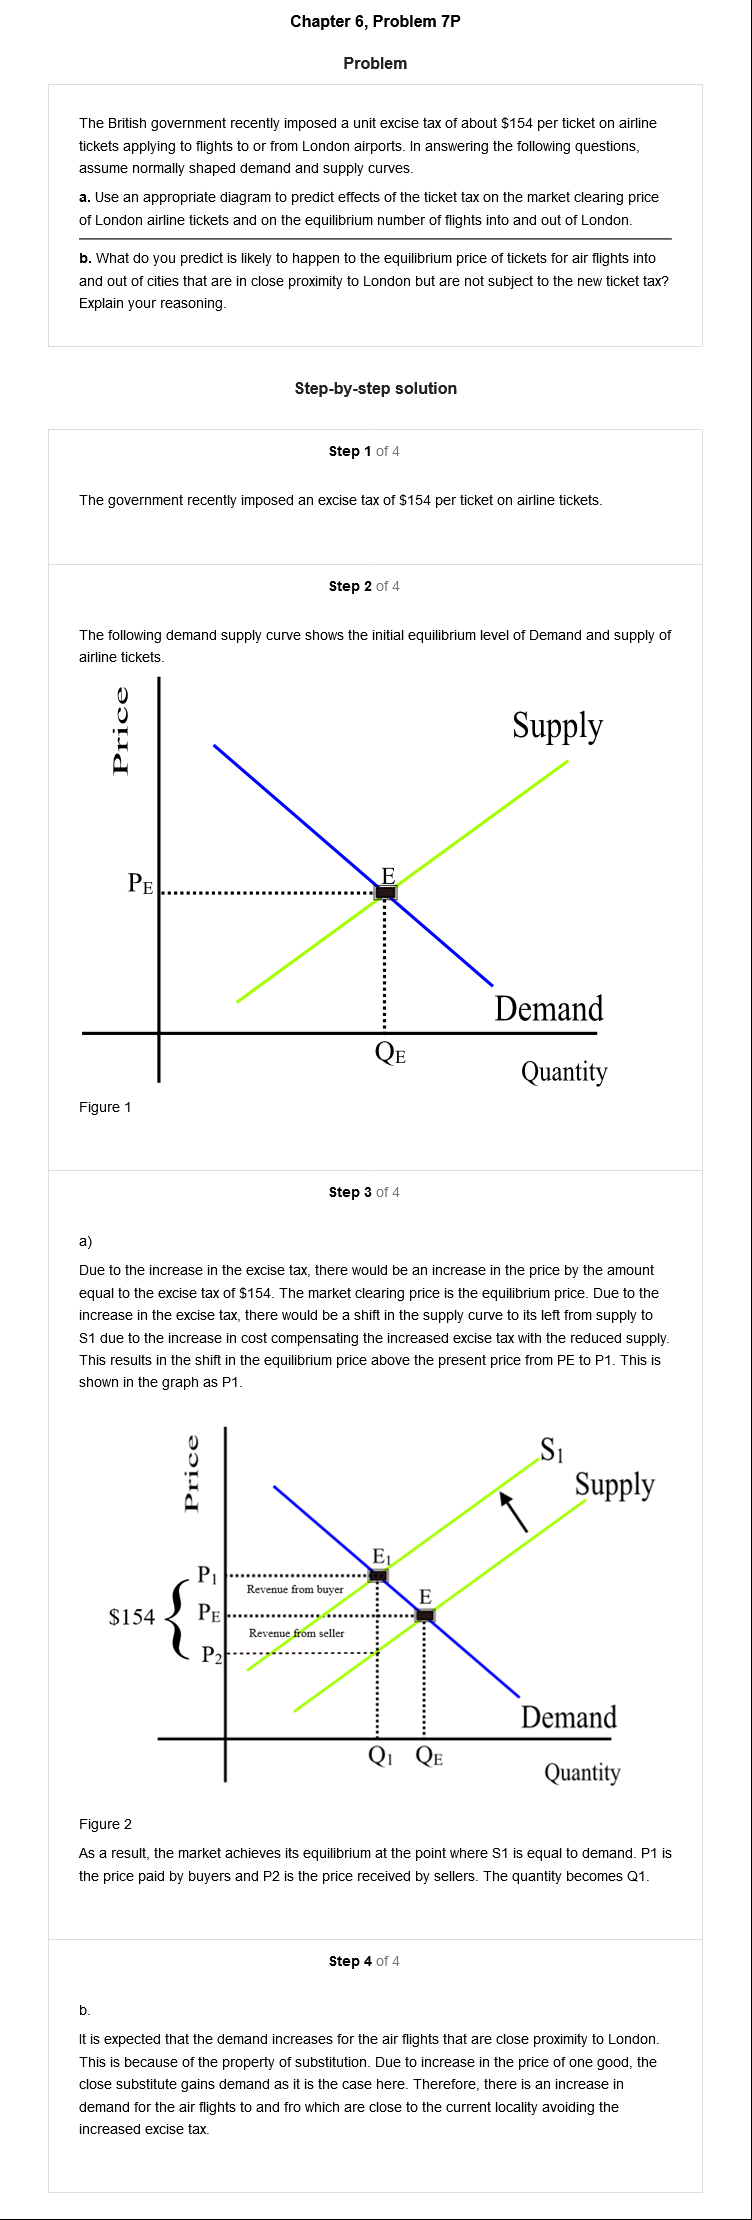 Chapter 6, Problem 7P
Problem
The British government recently imposed a unit excise tax of about $154 per ticket on airline
tickets applying to flights to or from London airports. In answering the following questions,
assume normally shaped demand and supply curves.
a. Use an appropriate diagram to predict effects of the ticket tax on the market clearing price
of London airline tickets and on the equilibrium number of flights into and out of London.
b. What do you predict is likely to happen to the equilibrium price of tickets for air flights into
and out of cities that are in close proximity to London but are not subject to the new ticket tax?
Explain your reasoning.
Step-by-step solution
Step 1 of 4
The government recently imposed an excise tax of $154 per ticket on airline tickets.
Step 2 of 4
The following demand supply curve shows the initial equilibrium level of Demand and supply of
airline tickets.
Price
Supply
PE
E
Demand
QE
Quantity
Figure 1
Step 3 of 4
a)
Due to the increase in the excise tax, there would be an increase in the price by the amount
equal to the excise tax of $154. The market clearing price is the equilibrium price. Due to the
increase in the excise tax, there would be a shift in the supply curve to its left from supply to
S1 due to the increase in cost compensating the increased excise tax with the reduced supply.
This results in the shift in the equilibrium price above the present price from PE to P1. This is
shown in the graph as P1.
Price
S1
Supply
E1
P1
Revenue from buyer
E
$154
PE
Revenue from seller
P2
Demand
Q1 QE
Quantity
Figure 2
As a result, the market achieves its equilibrium at the point where S1 is equal to demand. P1 is
the price paid by buyers and P2 is the price received by sellers. The quantity becomes Q1.
Step 4 of 4
b.
It is expected that the demand increases for the air flights that are close proximity to London.
This is because of the property of substitution. Due to increase in the price of one good, the
close substitute gains demand as it is the case here. Therefore, there is an increase in
demand for the air flights to and fro which are close to the current locality avoiding the
increased excise tax.